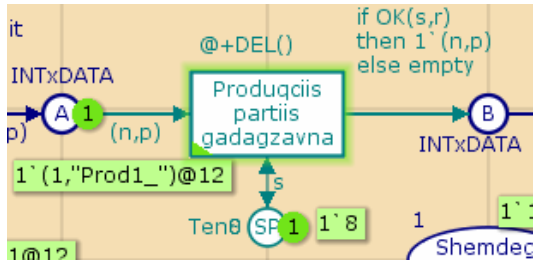 it
if OK(s,r)
then 1`(n,p)
else empty
@+DEL()
INTxDATA
Produqciis
partiis
gadagzavna
A
1
B
p)
(n,p)
INTxDATA
1`(1,"Prod1_")@12
s
SP
1
1`8
1
1@12
Shemdeg